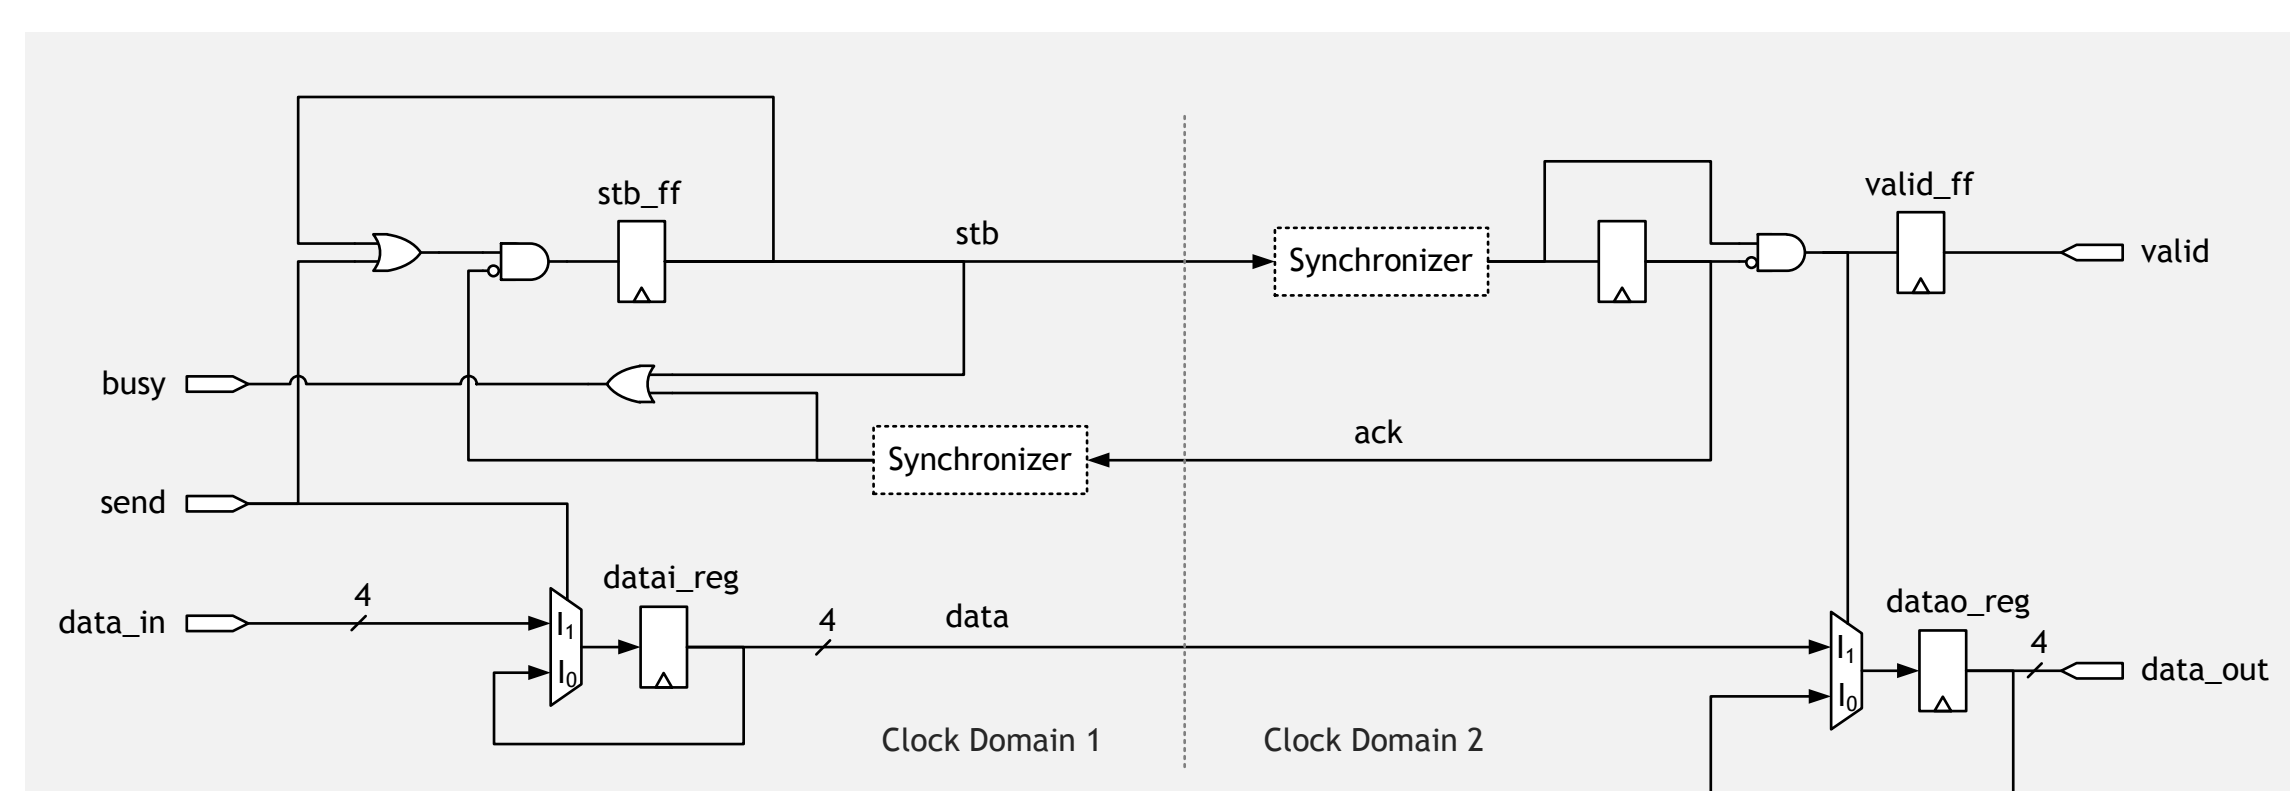 stb_ff
valid_ff
stb
Synchronizer
valid
busy
ack
Synchronizer
send
datai_reg
datao_reg
data_in
4
I1
I0
4
data
I1
I0
4
data_out
Clock Domain 1
Clock Domain 2